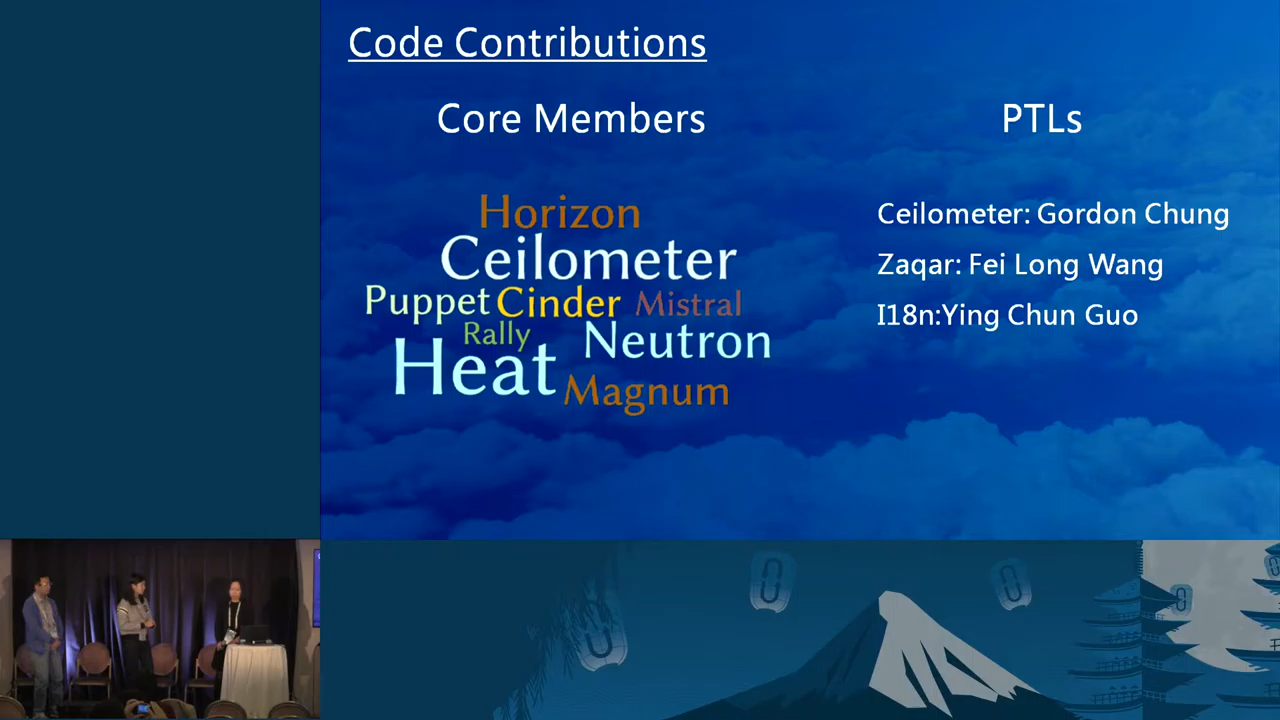 Code Contributions
Core Members
PTLs
Horizon
Ceilometer
Puppet Cinder Mistral
Rally
Neutron
Heat
Magnum
Ceilometer: Gordon Chung
Zaqar: Fei Long Wang
I18n:Ying Chun Guo